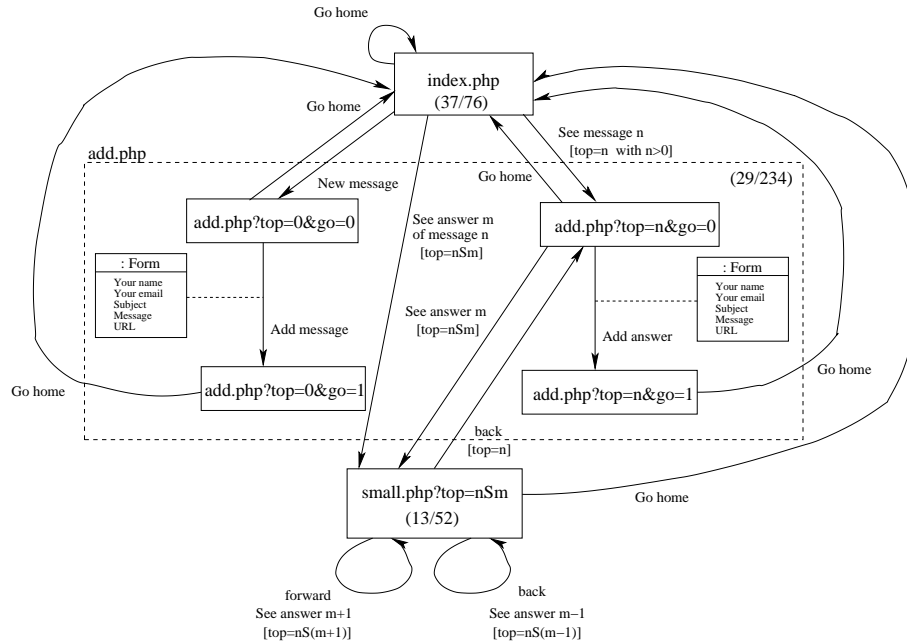 Go home
index.php
(37/76)
Go home
See message n
[top=n with n>0]
add.php
Go home
(29/234)
New message
add.php?top=0&go=0
See answer m
of message n
[top=nSm]
add.php?top=n&go=0
: Form
Your name
Your email
Subject
Message
URL
: Form
Your name
Your email
Subject
Message
URL
See answer m
[top=nSm]
Add message
Add answer
Go home
add.php?top=0&go=1
add.php?top=n&go=1
Go home
back
[top=n]
small.php?top=nSm
(13/52)
Go home
forward
See answer m+1
[top=nS(m+1)]
back
See answer m−1
[top=nS(m−1)]